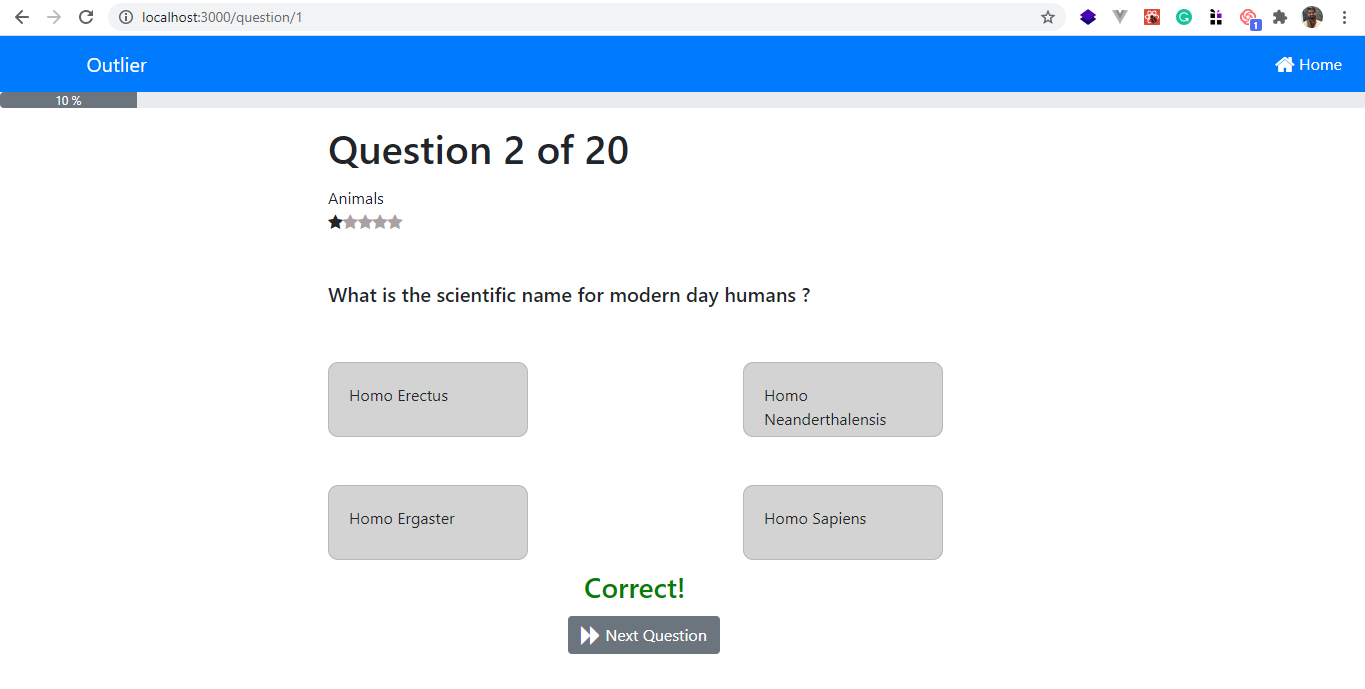 localhost:3000/question/1
1
Outlier
Home
10 %
Question 2 of 20
Animals
What is the scientific name for modern day humans ?
Homo Erectus
Homo
Neanderthalensis
Homo Ergaster
Homo Sapiens
Correct!
Next Question